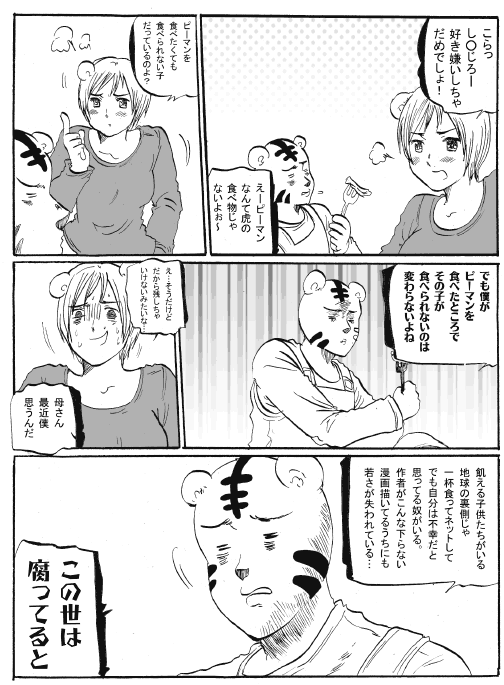 こらっ
し〇じろー
好き嫌いしちゃ
だめでしょ！
えーピーマン
なんて虎の
食べ物じゃ
ないよぉ～
ピーマンを
食べたくても
食べられない子
だっているのよ？
でも僕が
ピーマンを
食べたところで
その子が
食べられないのは
変わらないよね
え…そうだけど
だから残しちゃ
いけないみたいな…
母さん
最近僕
思うんだ
飢える子供たちがいる
地球の裏側じゃ
一杯食ってネットして
でも自分は不幸だと
思ってる奴がいる。
作者がこんな下らない
漫画描いてるうちにも
若さが失われている…
この世は
腐ってると